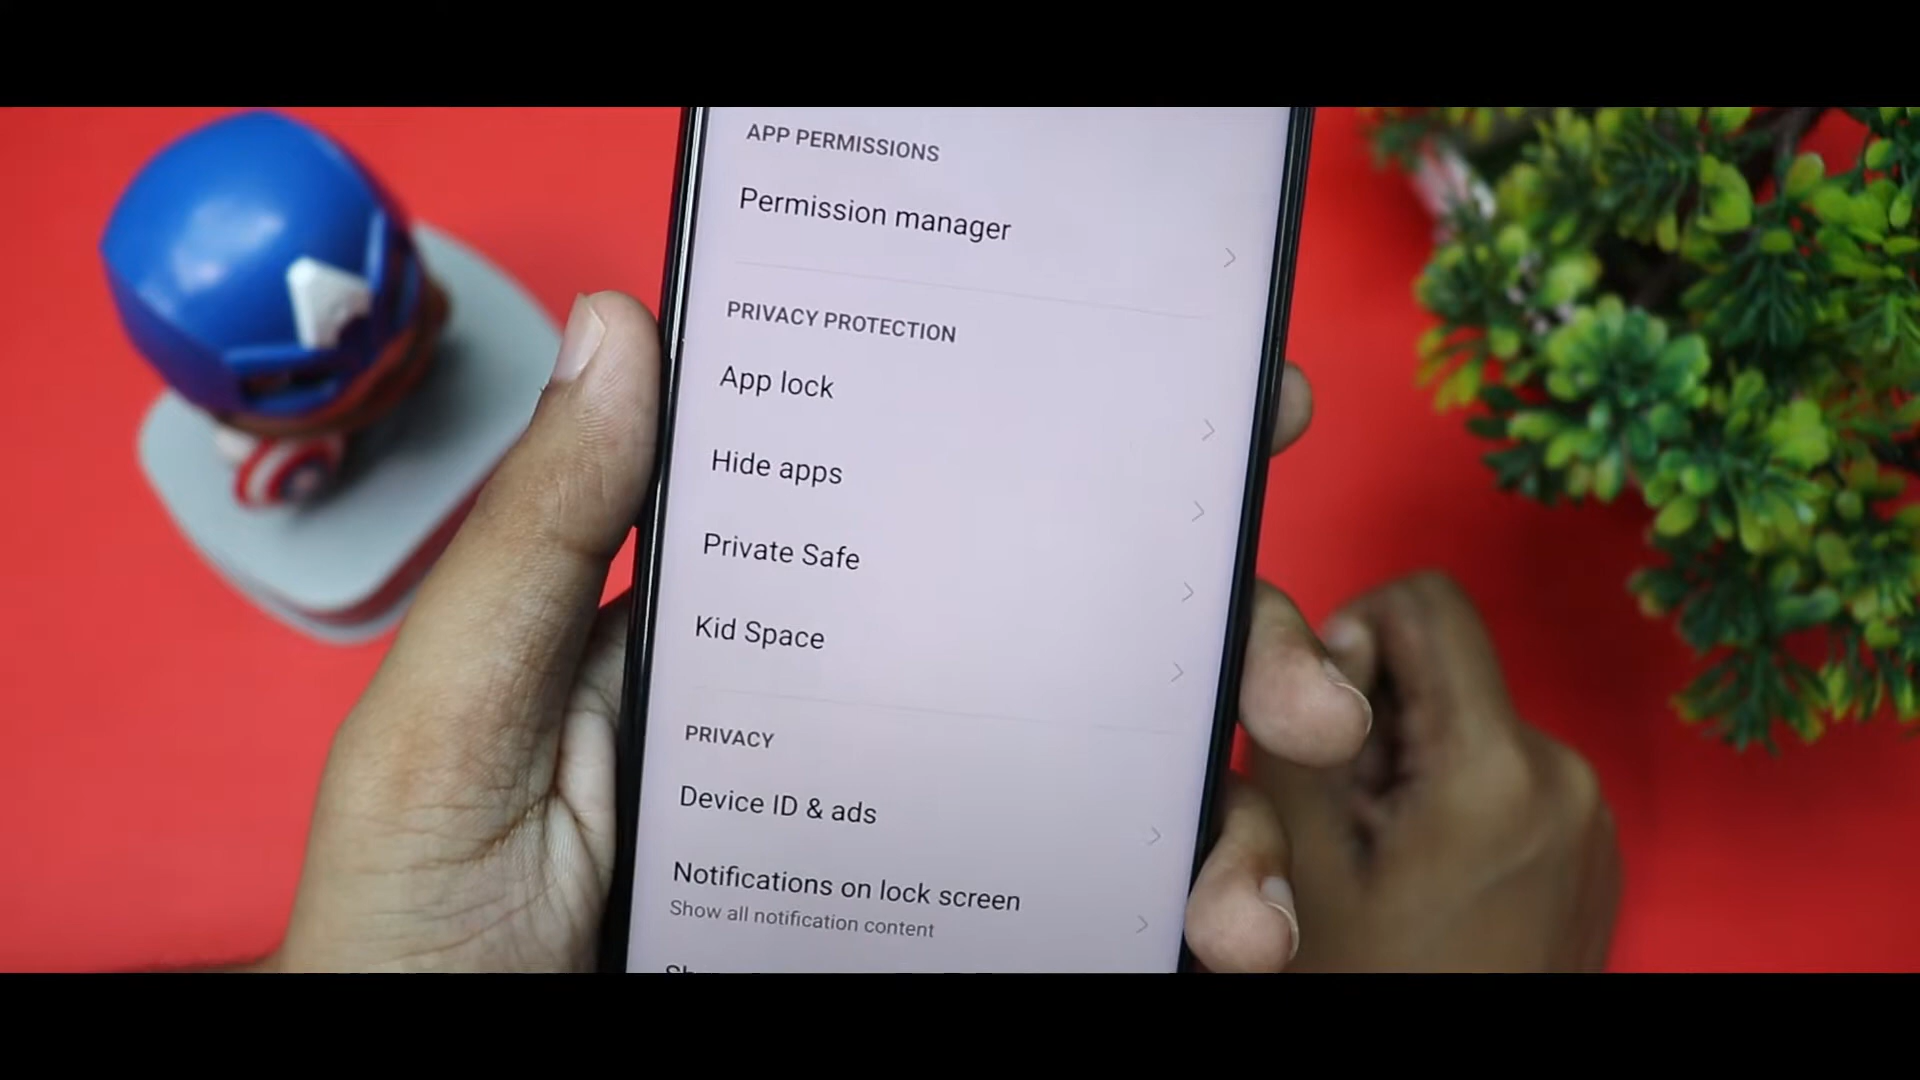 APP PERMISSIONS
Permission manager
PRIVACY PROTECTION
App lock
Hide apps
Private Safe
Kid Space
PRIVACY
Device ID & ads
Notifications on lock screen
Show all notification content